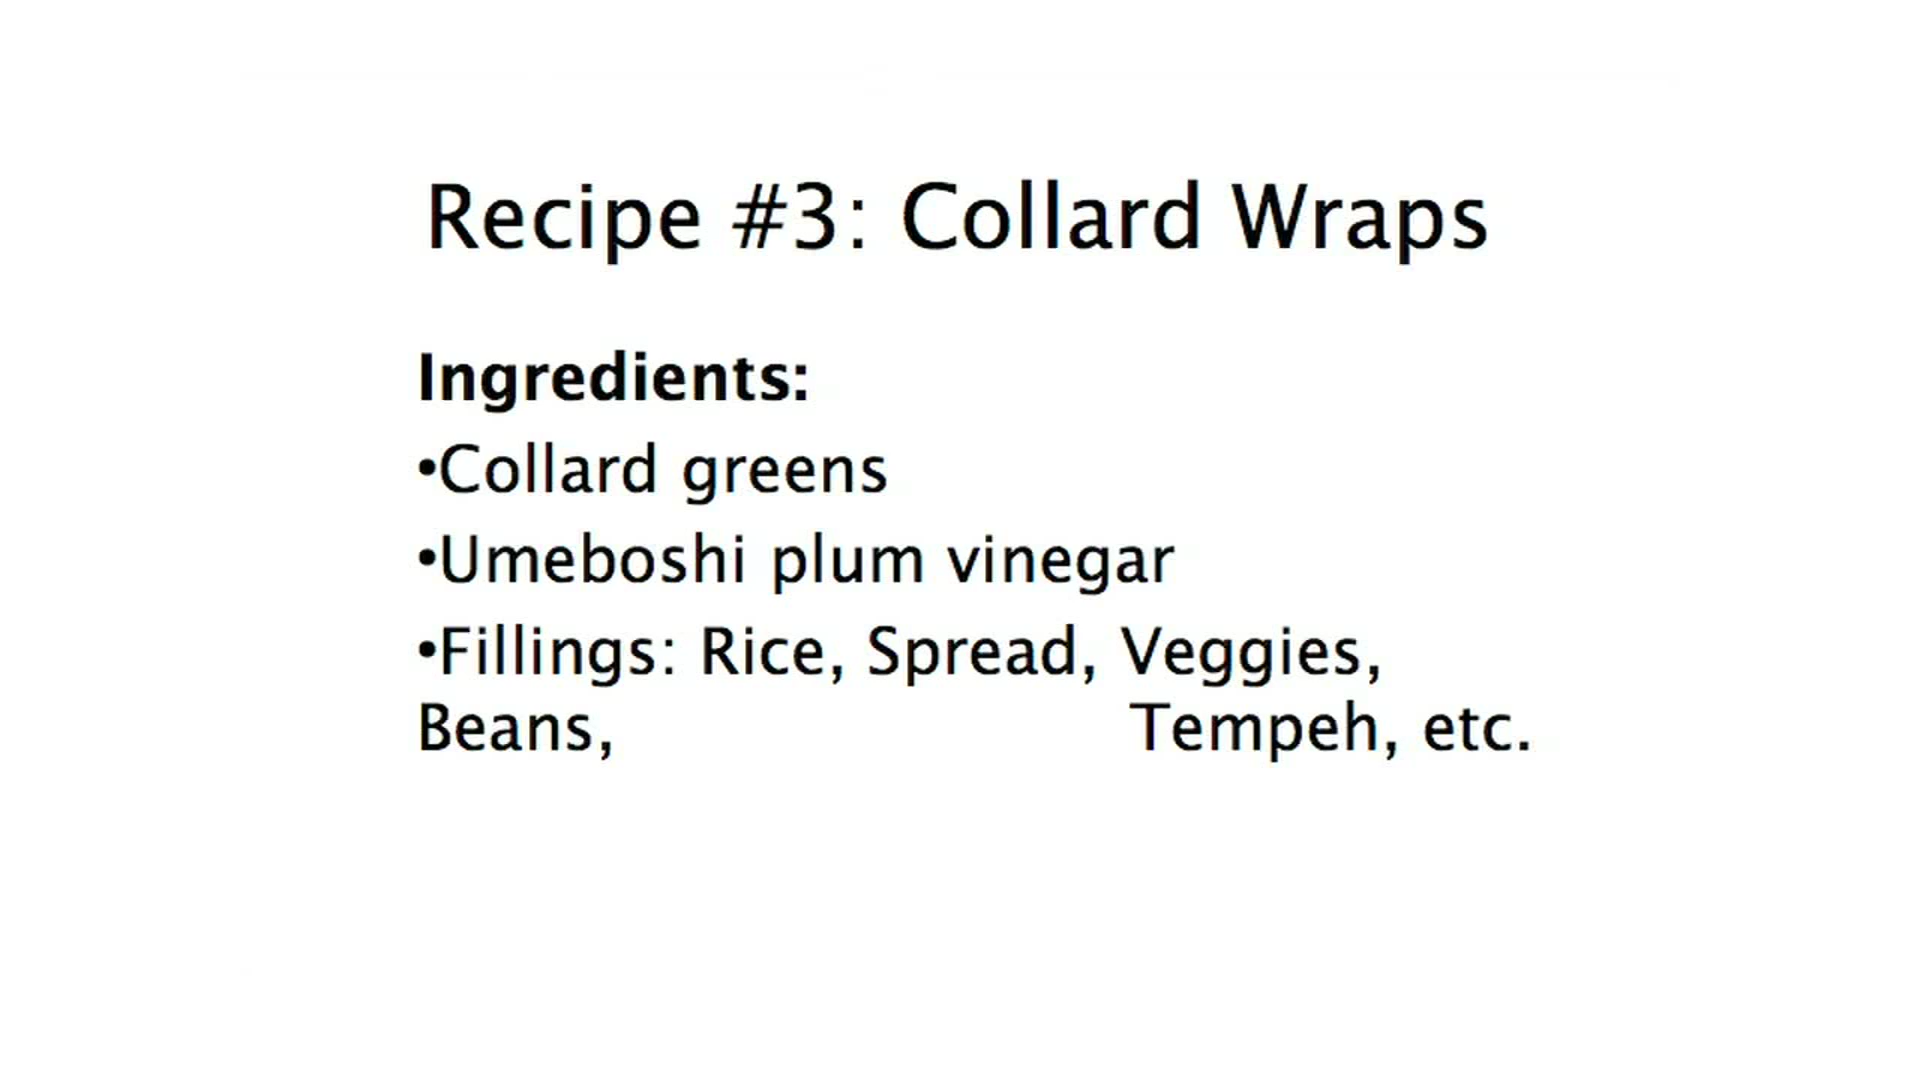 Recipe #3: Collard Wraps
Ingredients:
•Collard greens
•Umeboshi plum vinegar
•Fillings: Rice, Spread, Veggies,
Beans, Tempeh, etc.